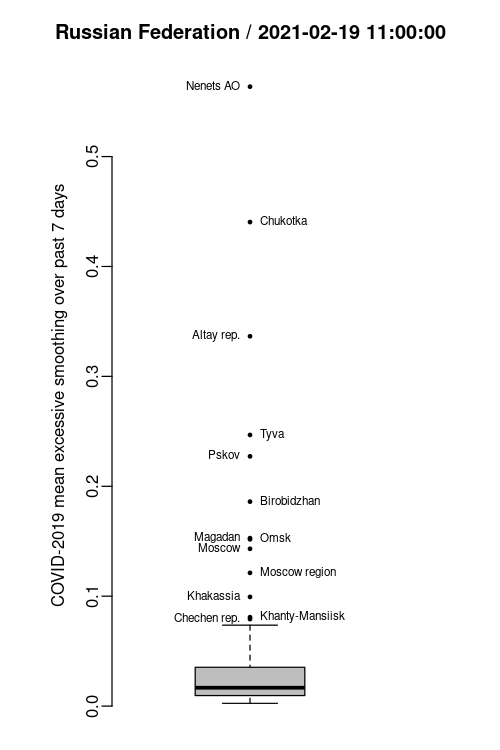 Russian Federation / 2021-02-19 11:00:00
Nenets AO
0.5
Chukotka
0.4
Altay rep.
0.3
Tyva
Pskov
0.2
Birobidzhan
Magadan
Omsk
Moscow
Moscow region
0.1
Khakassia
Chechen rep.
Khanty-Mansiisk
0.0
COVID-2019 mean excessive smoothing over past 7 days